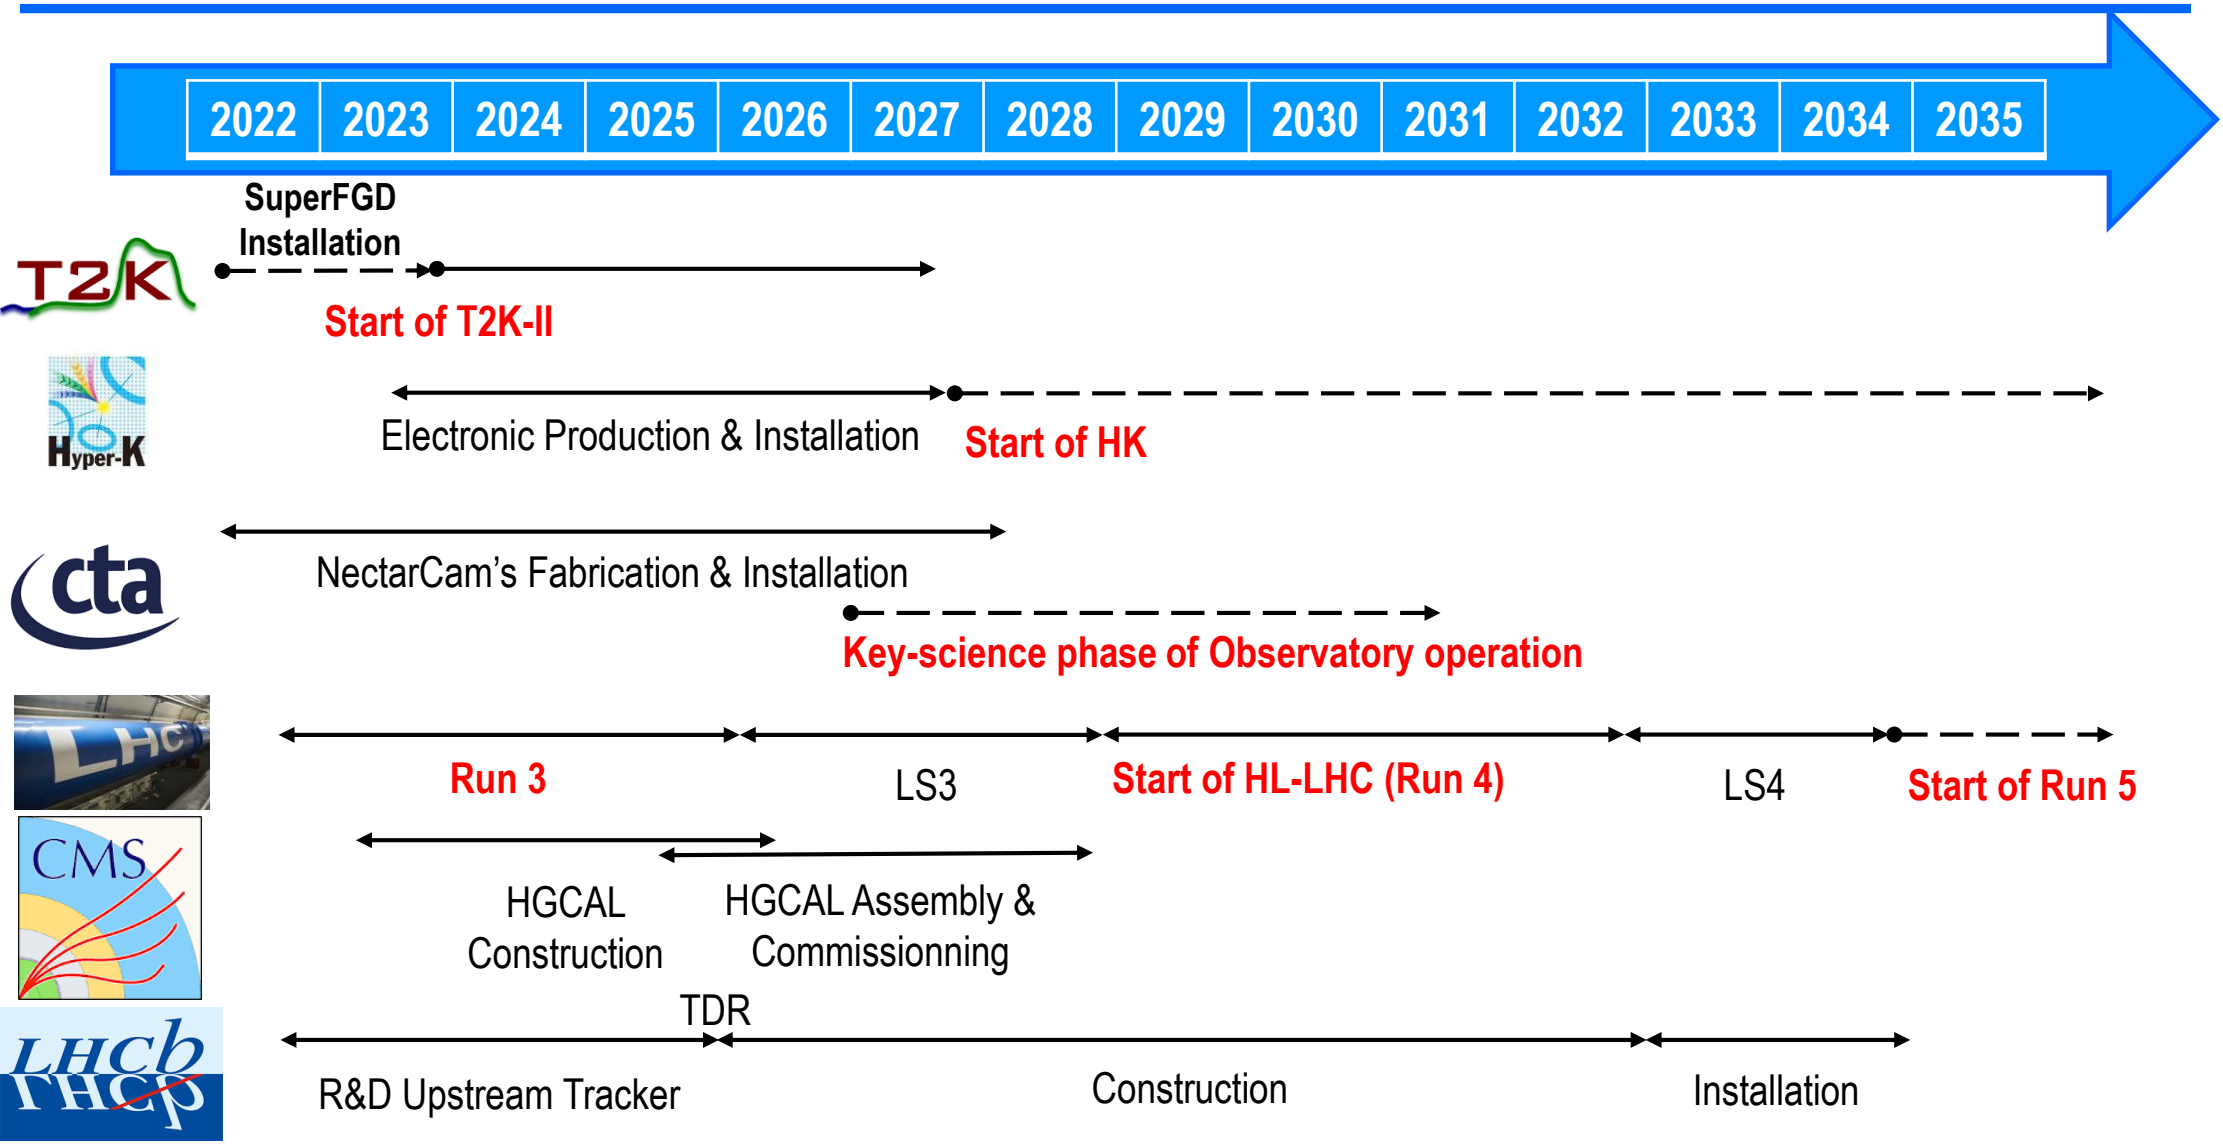 2022 2023 2024 2025 2026 2027 2028 2029 2030 2031 2032 2033 2034 2035
SuperFGD
Installation
T2K
Start of T2K-II
Hyper-K
Electronic Production & Installation
Start of HK
cta
NectarCam’s Fabrication & Installation
Key-science phase of Observatory operation
LHC
Run 3
LS3
Start of HL-LHC (Run 4)
LS4
Start of Run 5
CMS
HGCAL
Construction
HGCAL Assembly &
Commissionning
TDR
LHCb
LHCb
R&D Upstream Tracker
Construction
Installation